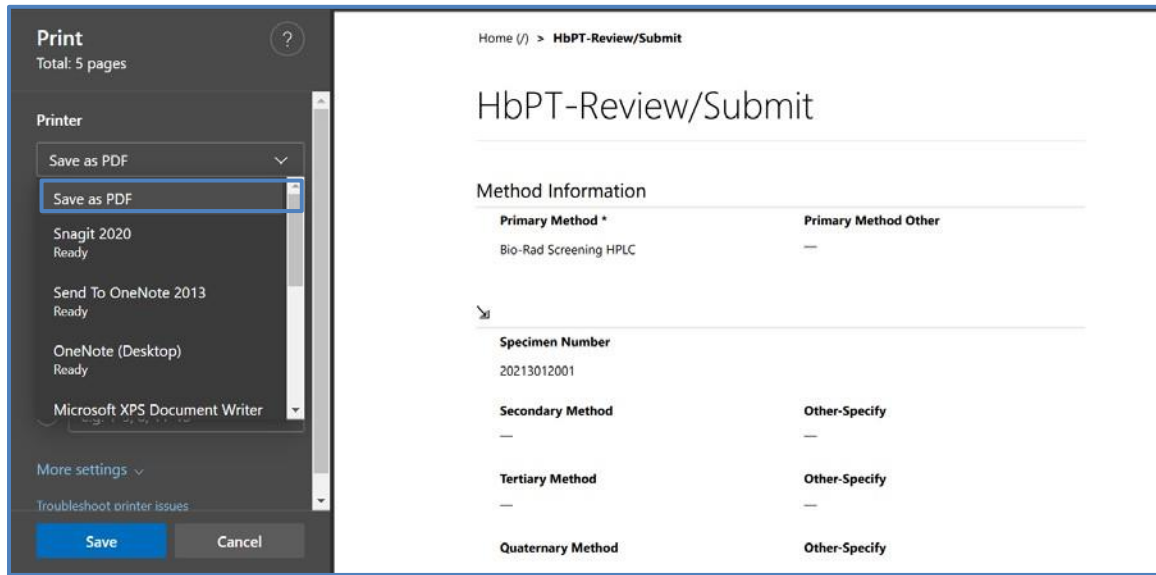 Print
?
Total: 5 pages
Printer
Save as PDF
Save as PDF
Snagit 2020
Ready
Send To OneNote 2013
Ready
OneNote (Desktop)
Ready
Microsoft XPS Document Writer
More settings
Troubleshoot printer issues
Save Cancel
Home (/) > HbPT-Review/Submit
HbPT-Review/Submit
Method Information
Primary Method * Primary Method Other
Bio-Rad Screening HPLC —
Specimen Number
20213012001
Secondary Method Other-Specify
— —
Tertiary Method Other-Specify
— —
Quaternary Method Other-Specify